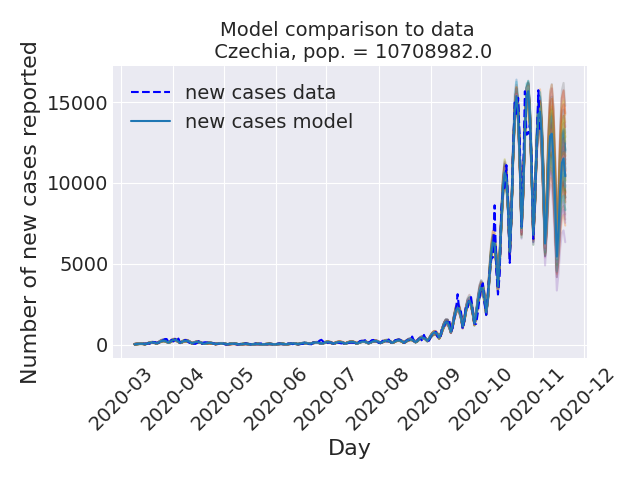 Model comparison to data
Czechia, pop. = 10708982.0
new cases data
new cases model
Number of new cases reported
15000
10000
5000
0
2020-03
2020-04
2020-05
2020-06
2020-07
2020-08
2020-09
2020-10
2020-11
2020-12
Day